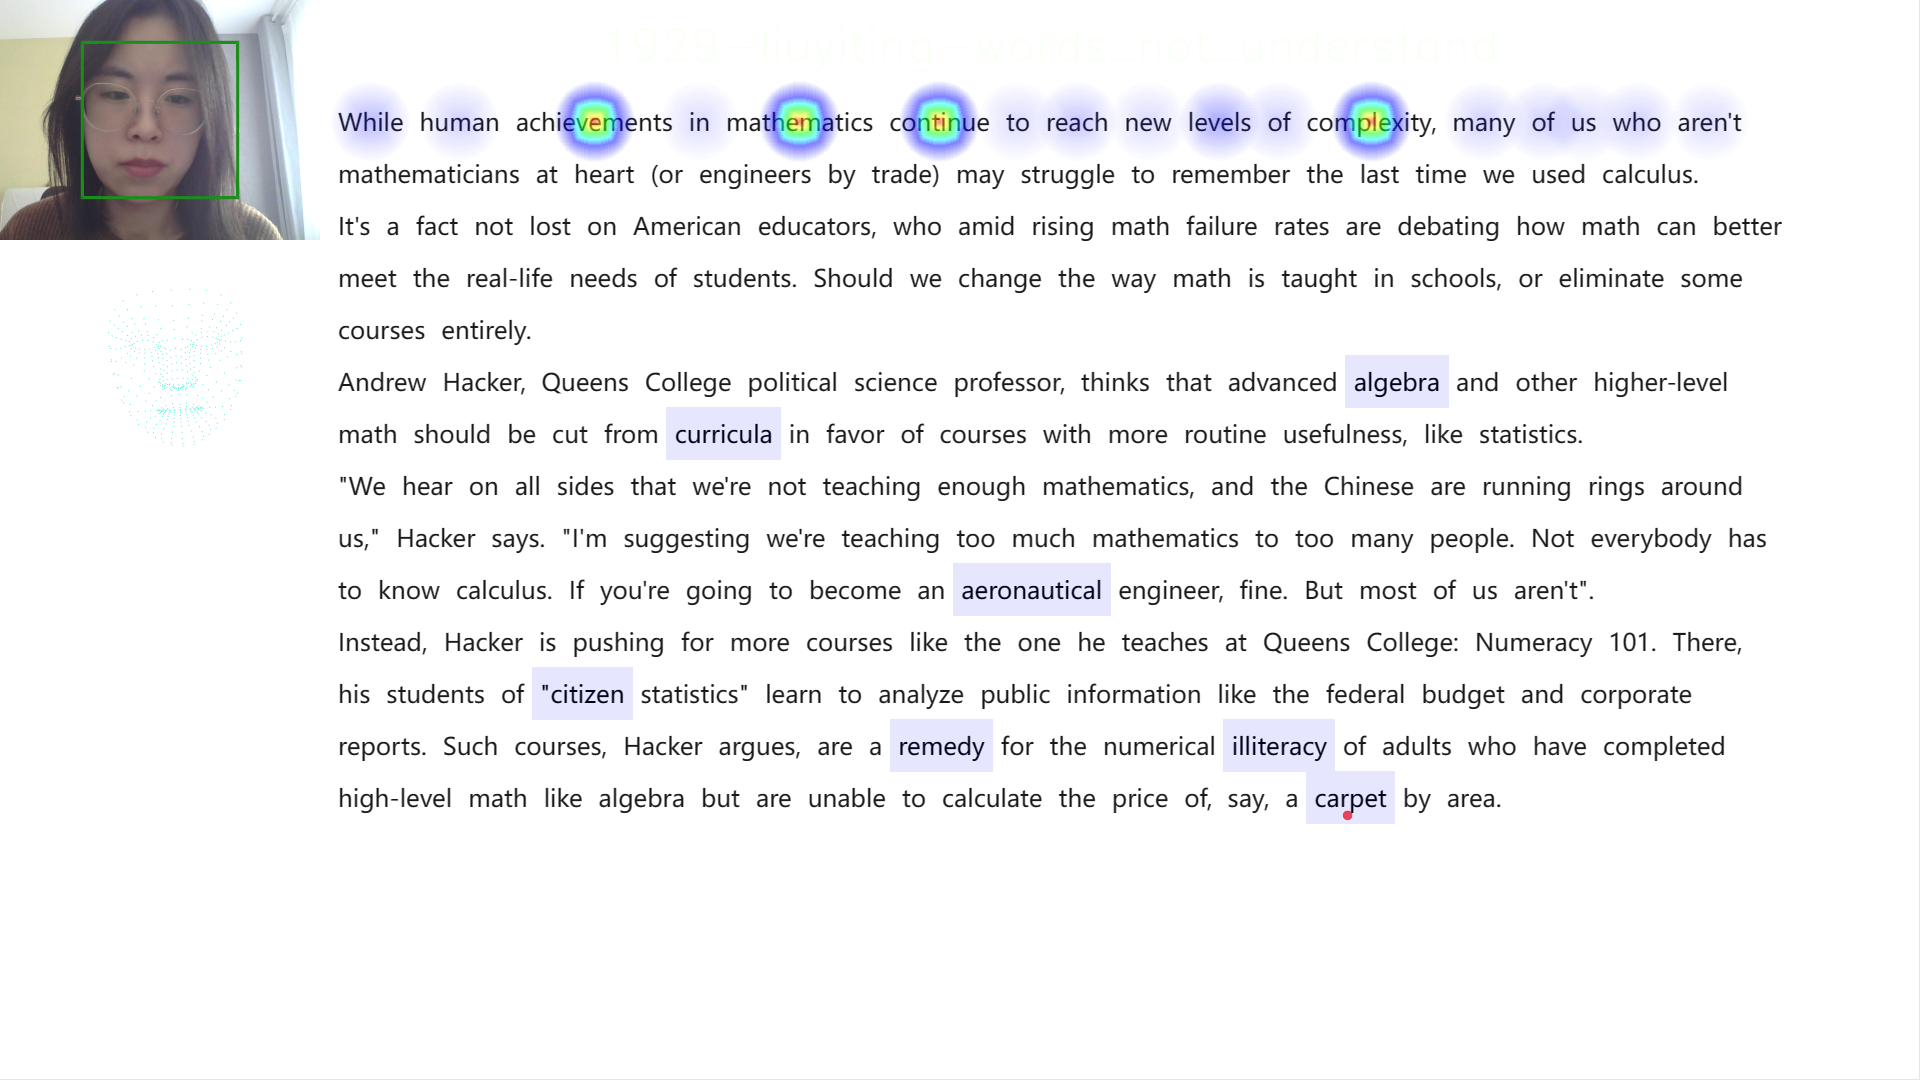 1929-liuyiting-words_not_understand
While human achievements in mathematics continue to reach new levels of complexity, many of us who aren't
mathematicians at heart (or engineers by trade) may struggle to remember the last time we used calculus.
It's a fact not lost on American educators, who amid rising math failure rates are debating how math can better
meet the real-life needs of students. Should we change the way math is taught in schools, or eliminate some
courses entirely.
Andrew Hacker, Queens College political science professor, thinks that advanced algebra and other higher-level
math should be cut from curricula in favor of courses with more routine usefulness, like statistics.
"We hear on all sides that we're not teaching enough mathematics, and the Chinese are running rings around
us," Hacker says. "I'm suggesting we're teaching too much mathematics to too many people. Not everybody has
to know calculus. If you're going to become an aeronautical engineer, fine. But most of us aren't".
Instead, Hacker is pushing for more courses like the one he teaches at Queens College: Numeracy 101. There,
his students of "citizen statistics" learn to analyze public information like the federal budget and corporate
reports. Such courses, Hacker argues, are a remedy for the numerical illiteracy of adults who have completed
high-level math like algebra but are unable to calculate the price of, say, a carpet by area.